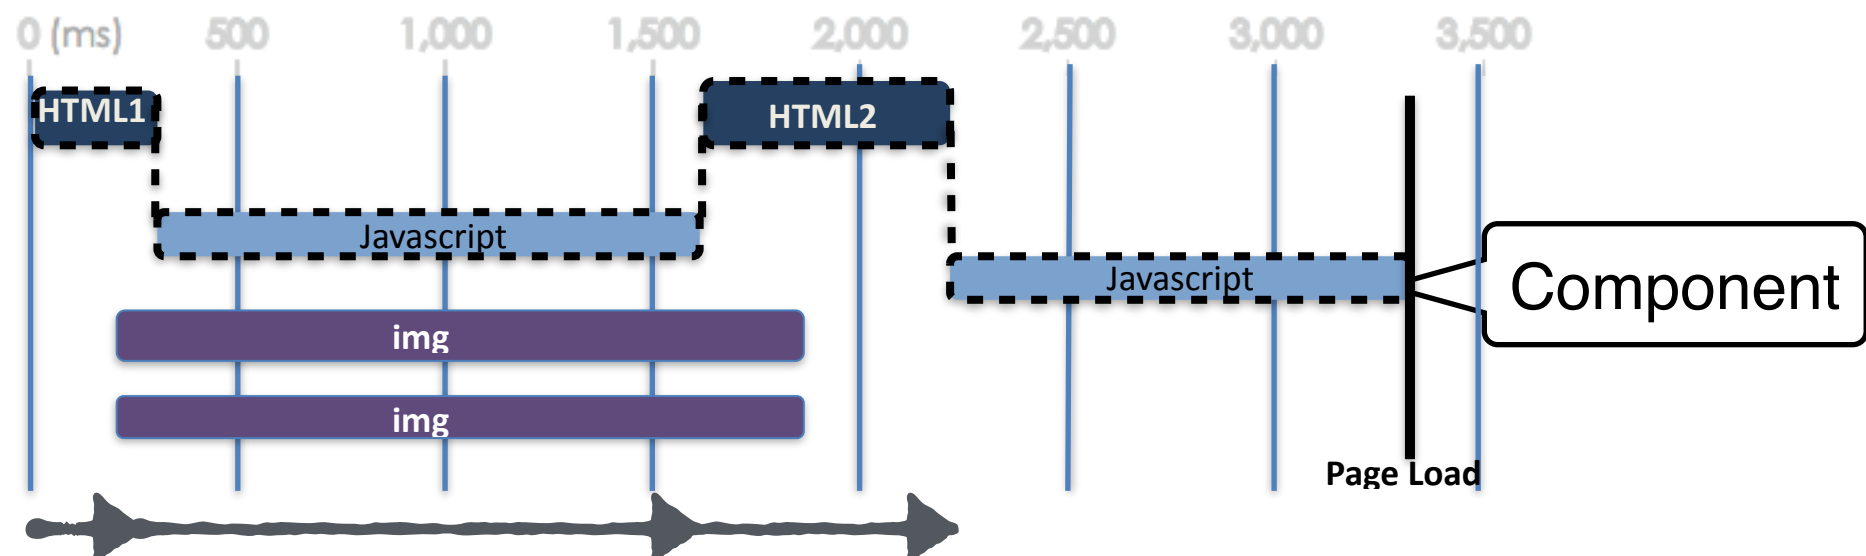 0 (ms) 500 1,000 1,500 2,000 2,500 3,000 3,500
HTML1
HTML2
Javascript
Javascript
Component
img
img
Page Load